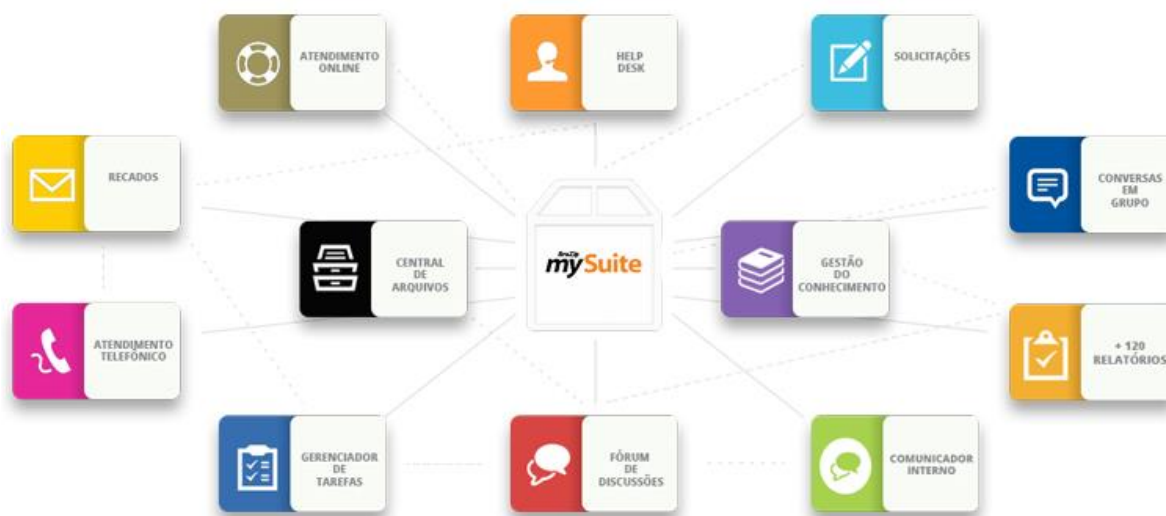 ATENDIMENTO
ONLINE
HELP
DESK
SOLICITAÇÕES
RECADOS
CONVERSAS
EM
GRUPO
CENTRAL
DE
ARQUIVOS
BraZip
mySuite
GESTÃO
DO
CONHECIMENTO
ATENDIMENTO
TELEFÔNICO
+ 120
RELATÓRIOS
GERENCIADOR
DE
TAREFAS
FÓRUM
DE
DISCUSSÕES
COMUNICADOR
INTERNO